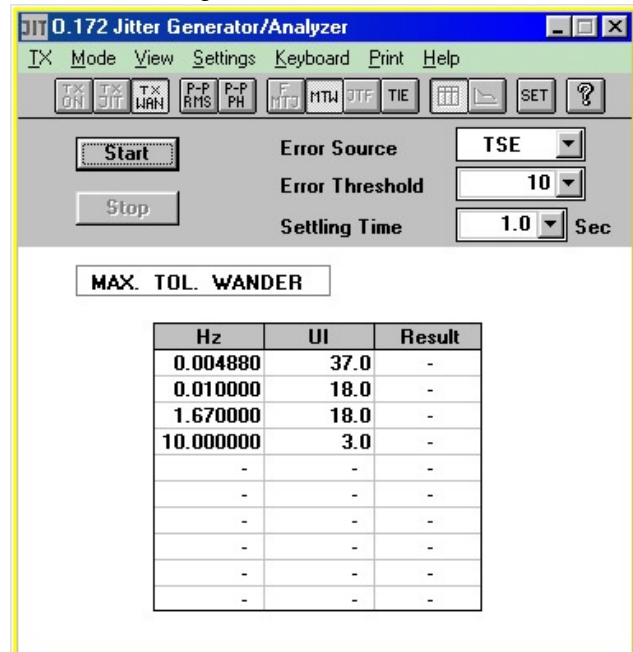 JIT O.172 Jitter Generator/Analyzer
TX Mode View Settings Keyboard Print Help
TX ON TX JIT TX WAN P-P RMS P-P PH F MTJ MTW JTF TIE SET ?
Start Error Source TSE
Error Threshold 10
Stop
Settling Time 1.0 Sec
MAX. TOL. WANDER
Hz UI Result
0.004880 37.0 -
0.010000 18.0 -
1.670000 18.0 -
10.000000 3.0 -
- - -
- - -
- - -
- - -
- - -
- - -